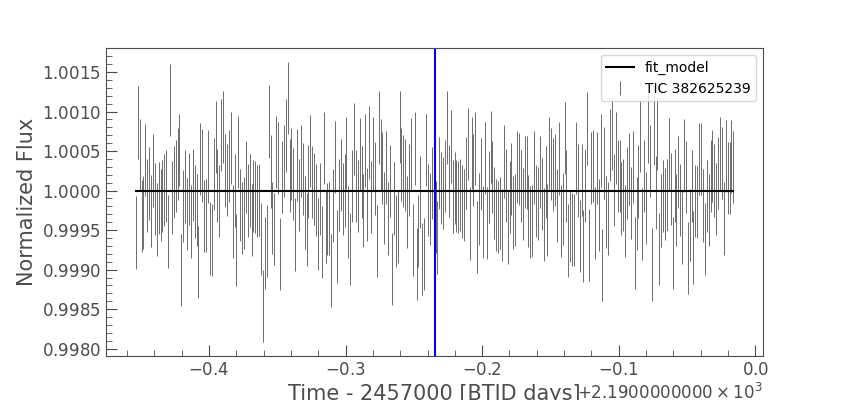 fit_model
TIC 382625239
Normalized Flux
1.0015
1.0010
1.0005
1.0000
0.9995
0.9990
0.9985
0.9980
−0.4 −0.3 −0.2 −0.1 0.0
Time - 2457000 [BTJD days]
+2.1900000000 × 10³